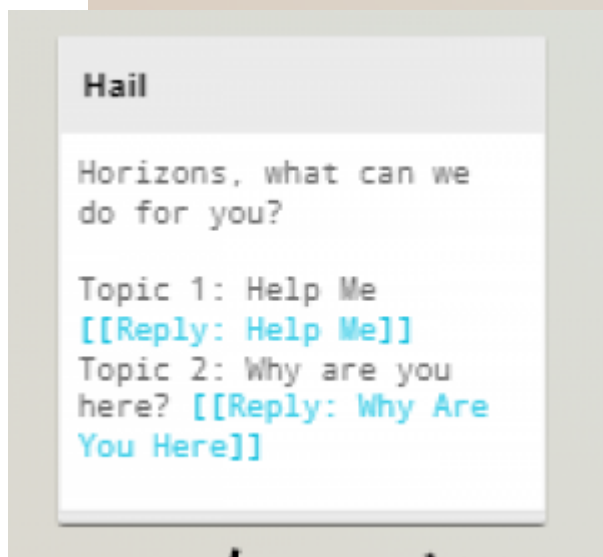 Hail
Horizons, what can we
do for you?
Topic 1: Help Me
[[Reply: Help Me]]
Topic 2: Why are you
here? [[Reply: Why Are
You Here]]